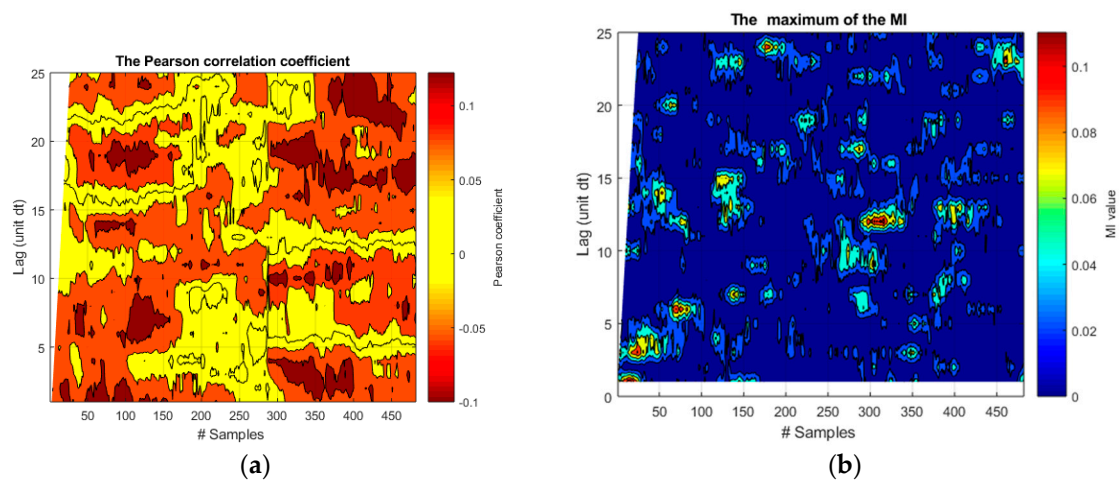 The Pearson correlation coefficient
25
20
15
10
5
Lag (unit dt)
50 100 150 200 250 300 350 400 450
# Samples
0.1
0.05
0
-0.05
-0.1
Pearson coefficient
(a)
The maximum of the MI
25
20
15
10
5
0
Lag (unit dt)
50 100 150 200 250 300 350 400 450
# Samples
0.1
0.08
0.06
0.04
0.02
0
MI value
(b)